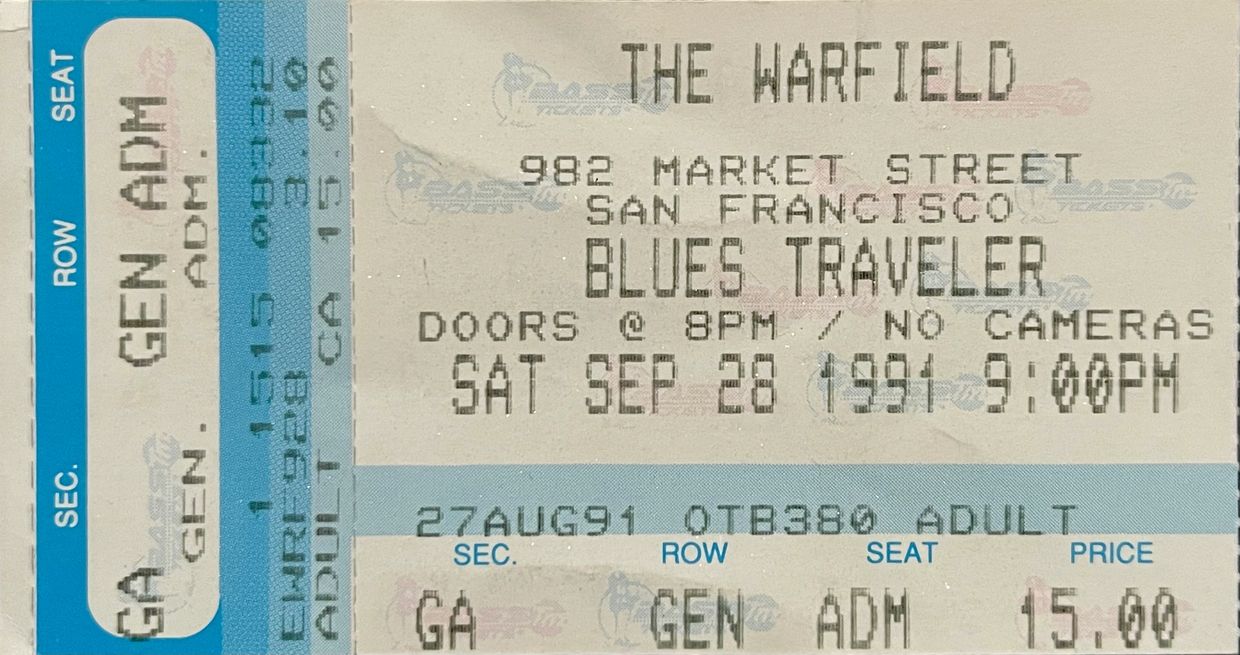 SEAT
ROW
SEC.
GA GEN ADM
GEN. ADM.
1 1515 08332
EWRF928 3.10
ADULT CA 15.00
THE WARFIELD
982 MARKET STREET
SAN FRANCISCO
BLUES TRAVELER
DOORS @ 8PM / NO CAMERAS
SAT SEP 28 1991 9:00PM
27AUG91 OTB380 ADULT
SEC. ROW SEAT PRICE
GA GEN ADM 15.00
BASS TICKETS